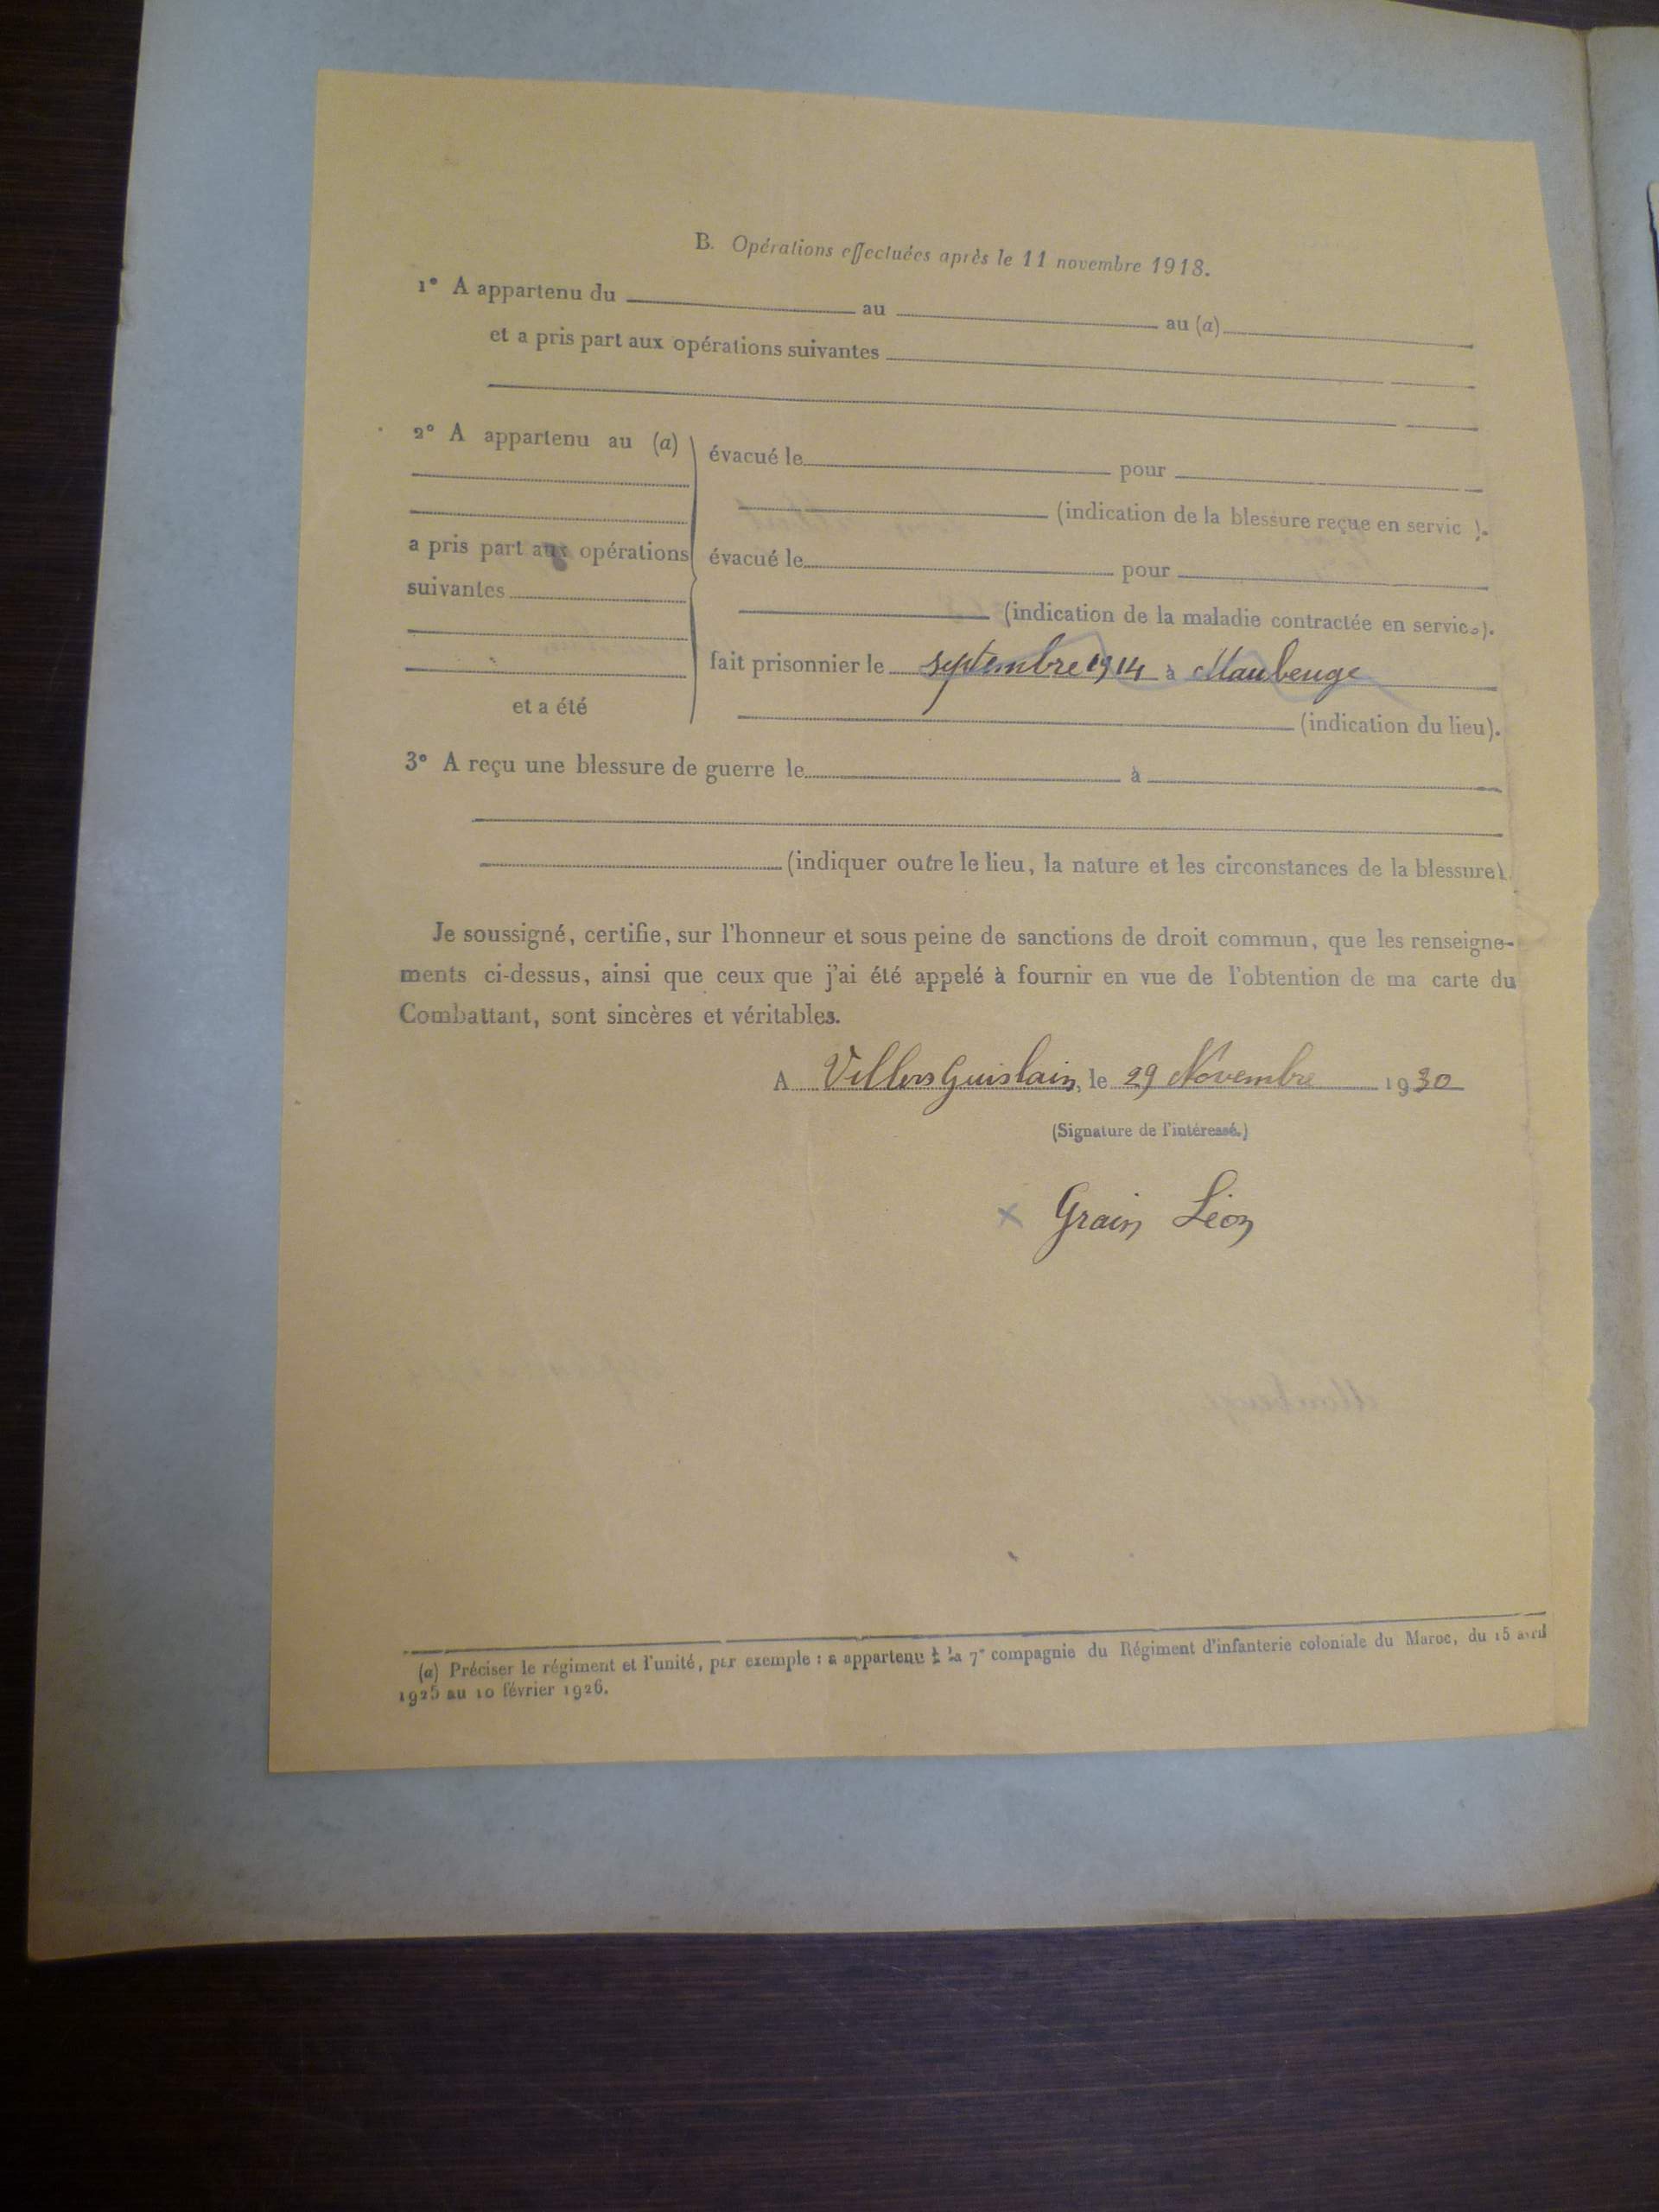 B. Opérations effectuées après le 11 novembre 1918.
1° A appartenu du au au (a)
et a pris part aux opérations suivantes
2° A appartenu au (a)
évacué le pour
(indication de la blessure reçue en servic ).
a pris part aux opérations
évacué le pour
suivantes
(indication de la maladie contractée en service).
fait prisonnier le septembre 1914 à Maubeuge
et a été
(indication du lieu).
3° A reçu une blessure de guerre le à
(indiquer outre le lieu, la nature et les circonstances de la blessure)
Je soussigné, certifie, sur l'honneur et sous peine de sanctions de droit commun, que les renseigne-
ments ci-dessus, ainsi que ceux que j'ai été appelé à fournir en vue de l'obtention de ma carte du
Combattant, sont sincères et véritables.
A Villers Guislain, le 29 Novembre 1930
(Signature de l'intéressé.)
x Grain Léon
(a) Préciser le régiment et l'unité, par exemple : a appartenu à la 7e compagnie du Régiment d'infanterie coloniale du Maroc, du 15 avril
1925 au 10 février 1926.